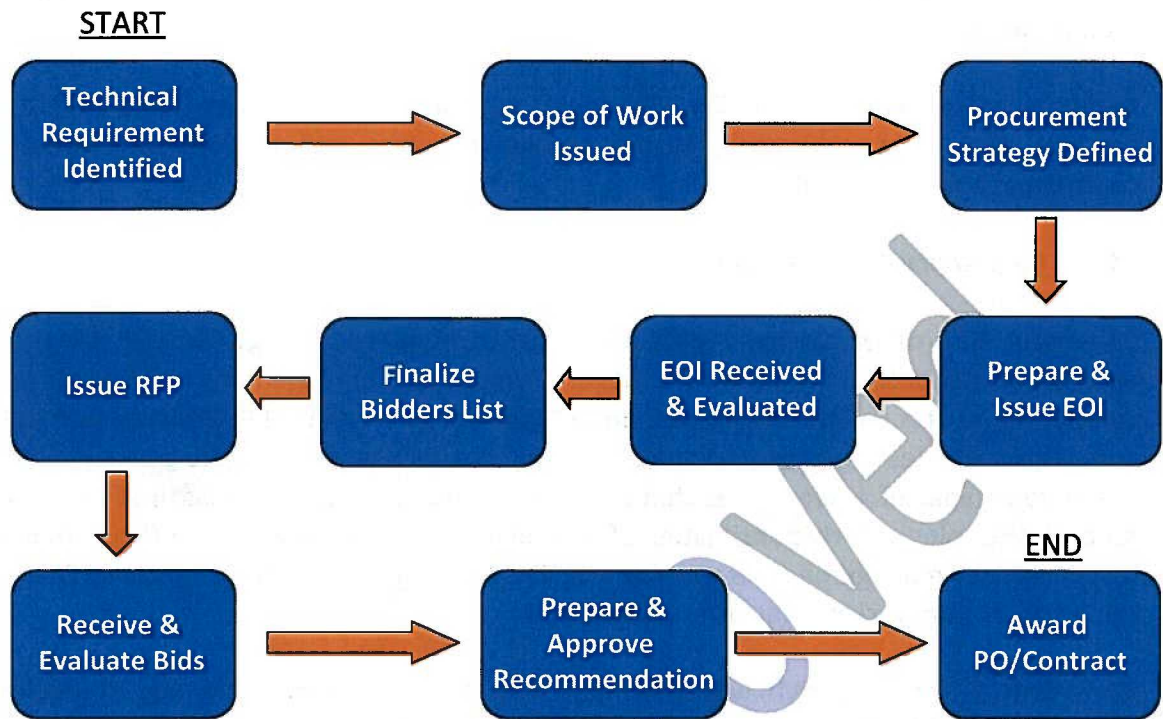 START
Technical
Requirement
Identified
Scope of Work
Issued
Procurement
Strategy Defined
Prepare &
Issue EOI
EOI Received
& Evaluated
Finalize
Bidders List
Issue RFP
Receive &
Evaluate Bids
Prepare &
Approve
Recommendation
END
Award
PO/Contract